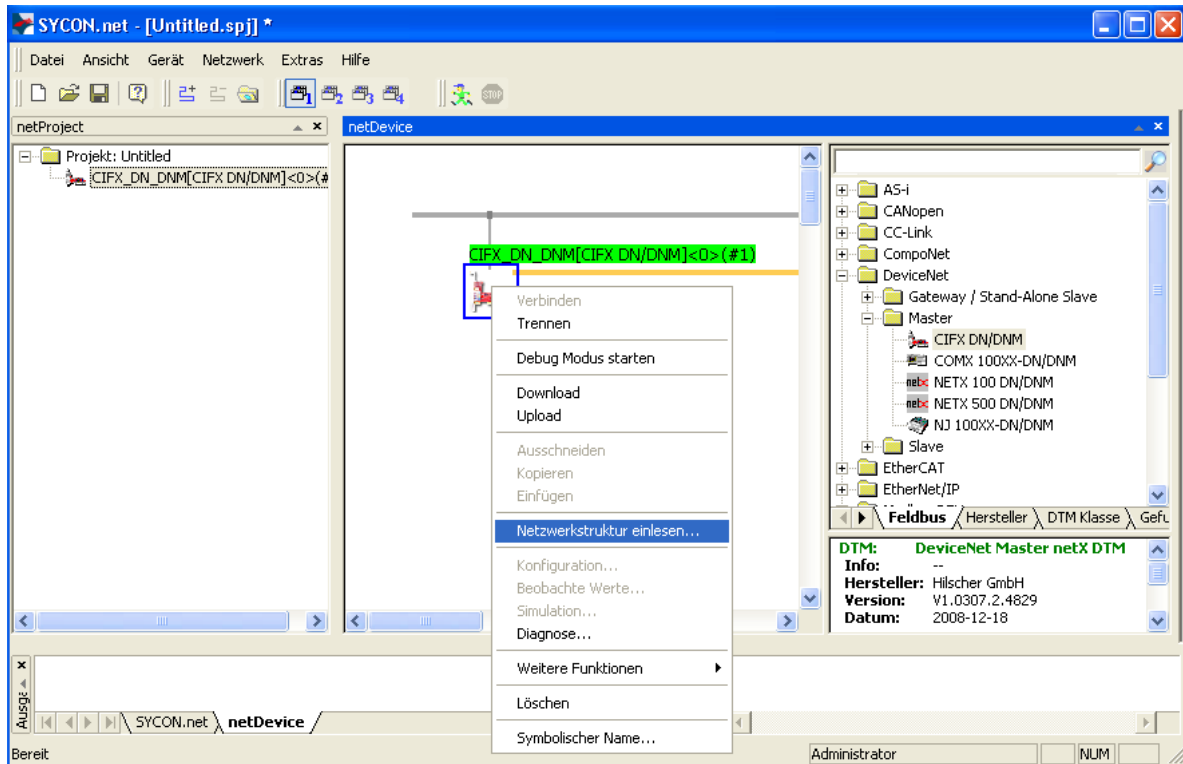 SYCON.net - [Untitled.spj] *
Datei Ansicht Gerät Netzwerk Extras Hilfe
netProject
Projekt: Untitled
CIFX_DN_DNM[CIFX DN/DNM]<0>(#
netDevice
CIFX_DN_DNM[CIFX DN/DNM]<0>(#1)
Verbinden
Trennen
Debug Modus starten
Download
Upload
Ausschneiden
Kopieren
Einfügen
Netzwerkstruktur einlesen...
Konfiguration...
Beobachte Werte...
Simulation...
Diagnose...
Weitere Funktionen
Löschen
Symbolischer Name...
AS-i
CANopen
CC-Link
CompoNet
DeviceNet
Gateway / Stand-Alone Slave
Master
CIFX DN/DNM
COMX 100XX-DN/DNM
NETX 100 DN/DNM
NETX 500 DN/DNM
NJ 100XX-DN/DNM
Slave
EtherCAT
EtherNet/IP
Feldbus Hersteller DTM Klasse Gefu
DTM: DeviceNet Master netX DTM
Info: --
Hersteller: Hilscher GmbH
Version: V1.0307.2.4829
Datum: 2008-12-18
SYCON.net netDevice
Bereit
Administrator NUM